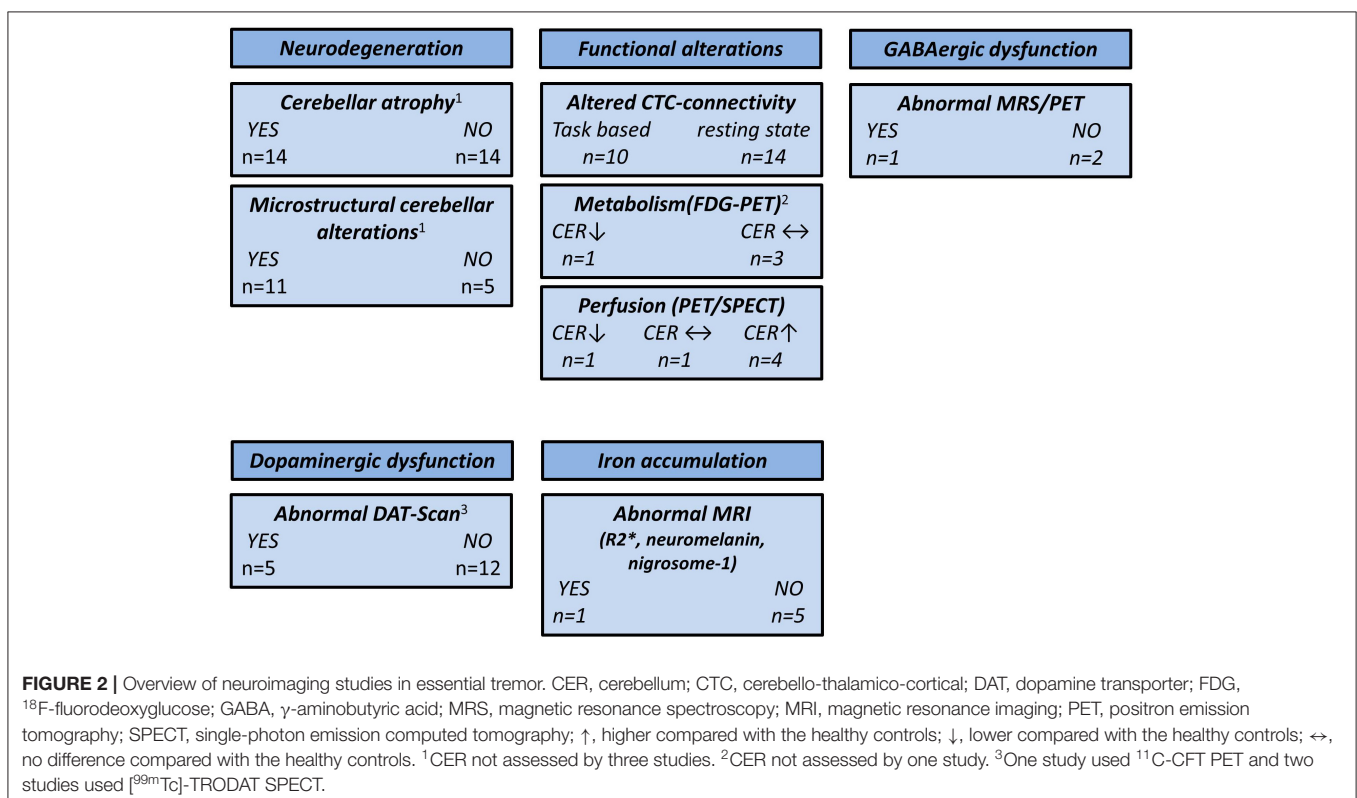 Neurodegeneration
Cerebellar atrophy¹
YES NO
n=14 n=14
Microstructural cerebellar
alterations¹
YES NO
n=11 n=5
Functional alterations
Altered CTC-connectivity
Task based resting state
n=10 n=14
Metabolism(FDG-PET)²
CER↓ CER ↔
n=1 n=3
Perfusion (PET/SPECT)
CER↓ CER ↔ CER↑
n=1 n=1 n=4
GABAergic dysfunction
Abnormal MRS/PET
YES NO
n=1 n=2
Dopaminergic dysfunction
Abnormal DAT-Scan³
YES NO
n=5 n=12
Iron accumulation
Abnormal MRI
(R2*, neuromelanin,
nigrosome-1)
YES NO
n=1 n=5
FIGURE 2 | Overview of neuroimaging studies in essential tremor. CER, cerebellum; CTC, cerebello-thalamico-cortical; DAT, dopamine transporter; FDG,
¹⁸F-fluorodeoxyglucose; GABA, γ-aminobutyric acid; MRS, magnetic resonance spectroscopy; MRI, magnetic resonance imaging; PET, positron emission
tomography; SPECT, single-photon emission computed tomography; ↑, higher compared with the healthy controls; ↓, lower compared with the healthy controls; ↔,
no difference compared with the healthy controls. ¹CER not assessed by three studies. ²CER not assessed by one study. ³One study used ¹¹C-CFT PET and two
studies used [⁹⁹ᵐTc]-TRODAT SPECT.